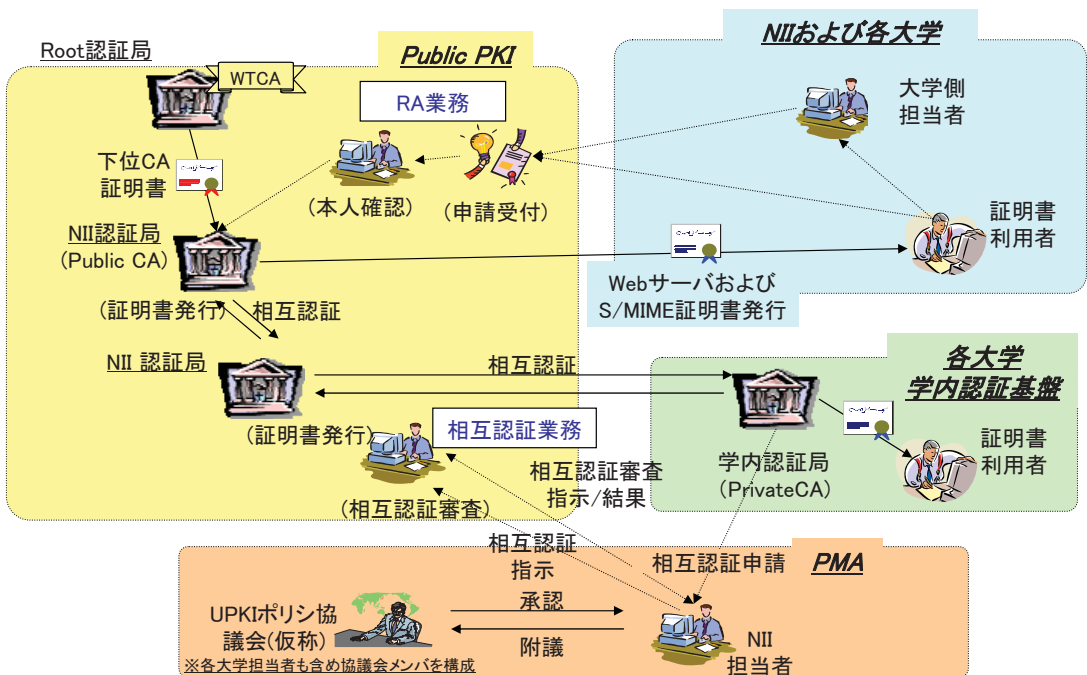 Root認証局
WTCA
Public PKI
RA業務
下位CA
証明書
(本人確認)
(申請受付)
NII認証局
(Public CA)
(証明書発行)
相互認証
NII 認証局
(証明書発行)
相互認証業務
(相互認証審査)
NIIおよび各大学
大学側
担当者
証明書
利用者
Webサーバおよび
S/MIME証明書発行
相互認証
各大学
学内認証基盤
学内認証局
(PrivateCA)
証明書
利用者
相互認証審査
指示/結果
相互認証
指示
相互認証申請
PMA
UPKIポリシ協
議会(仮称)
※各大学担当者も含め協議会メンバを構成
承認
附議
NII
担当者